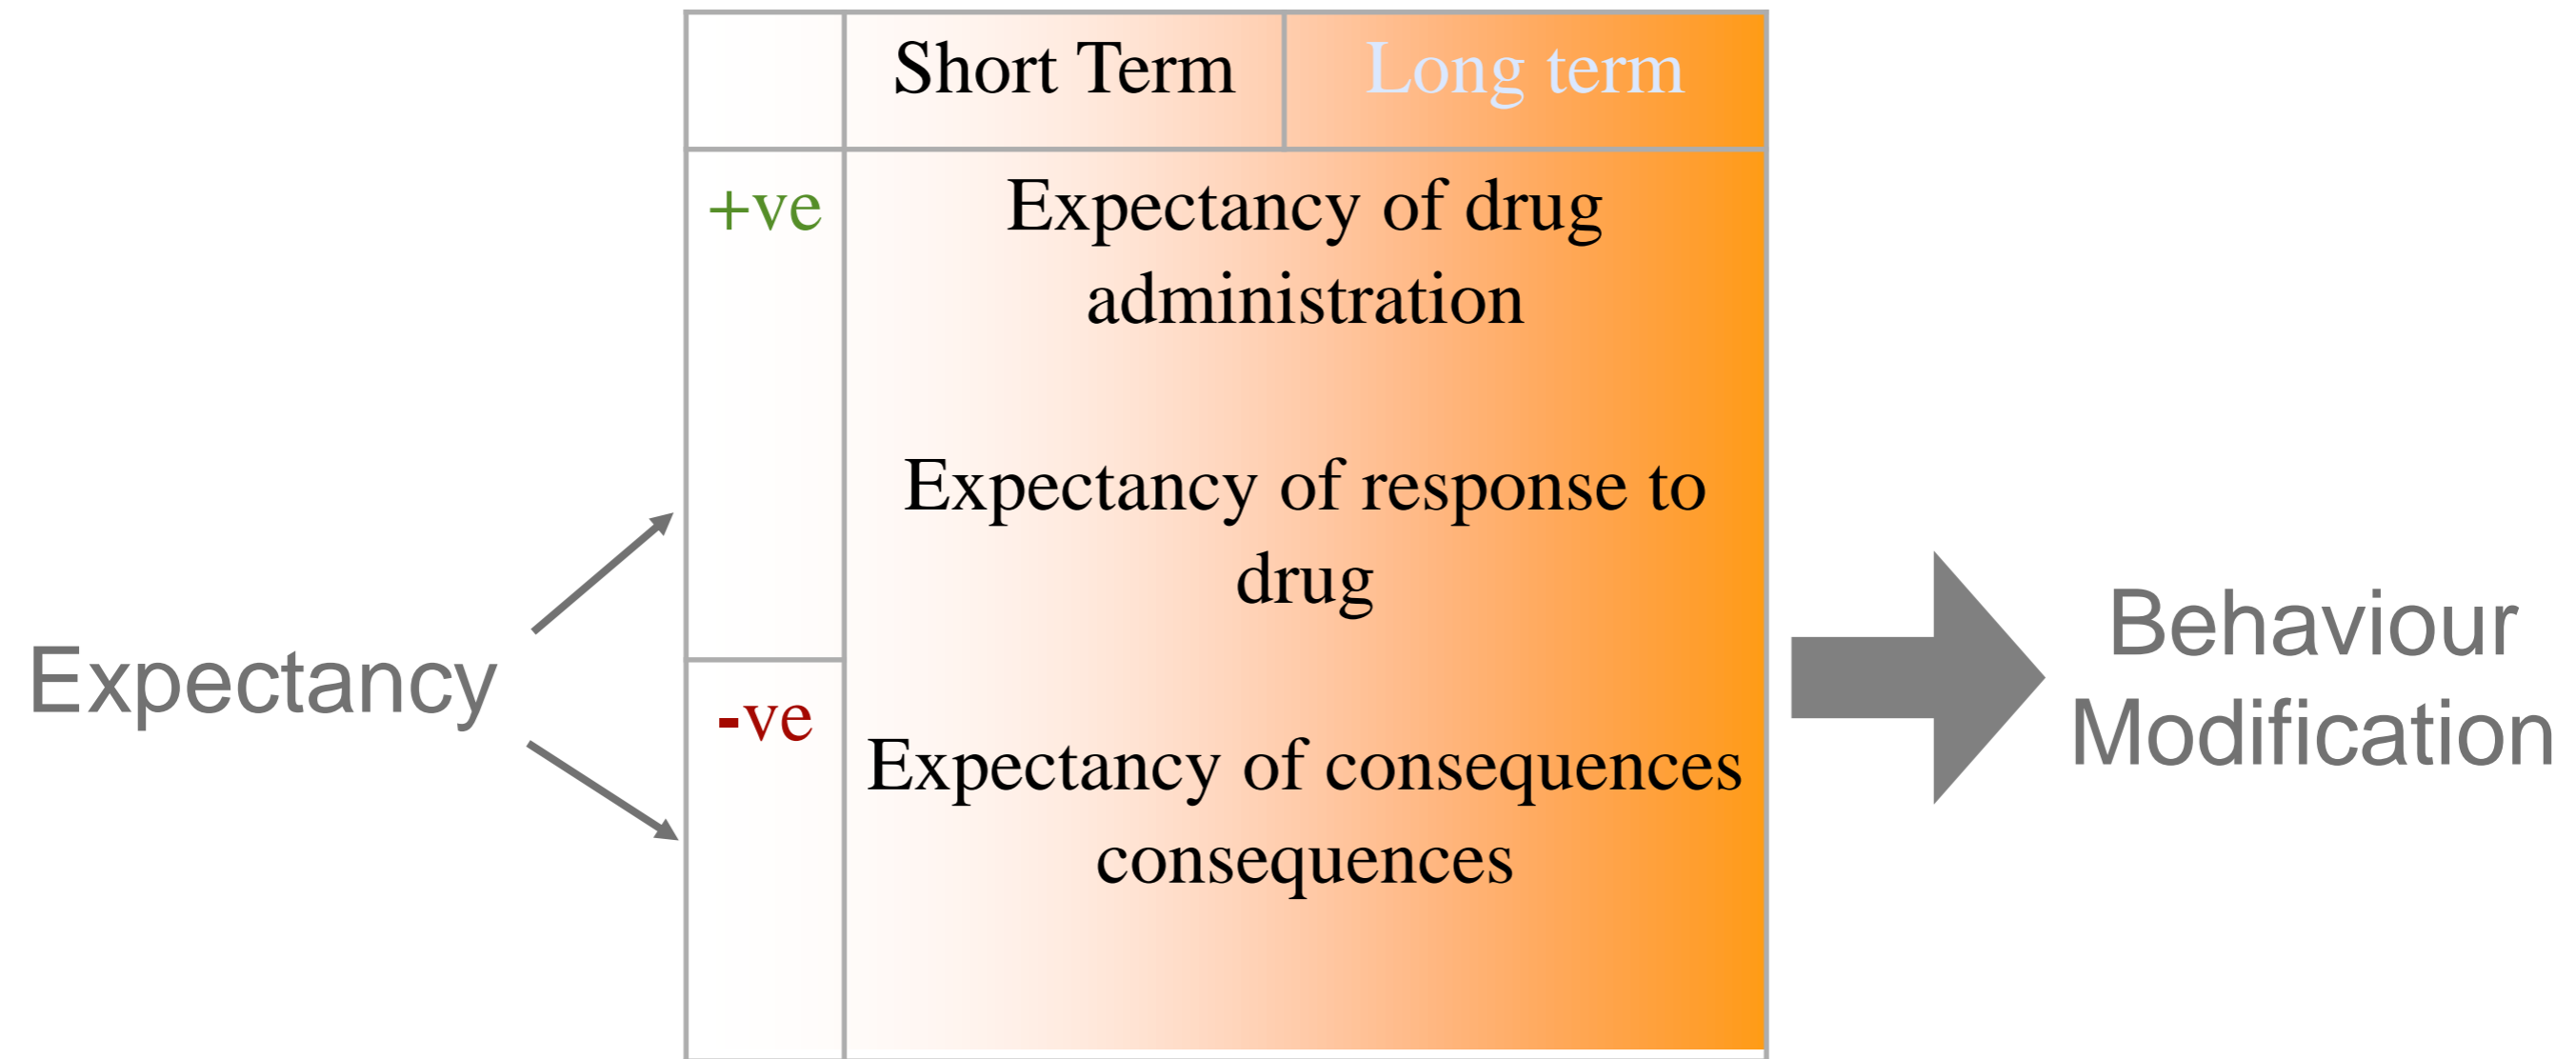 Short Term
Long term
+ve
Expectancy of drug
administration
Expectancy of response to
drug
Expectancy
-ve
Expectancy of consequences
consequences
Behaviour
Modification